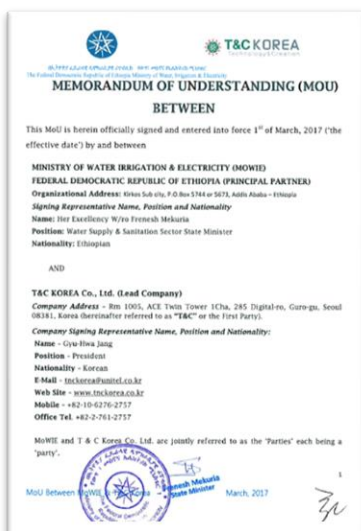 T&C KOREA
The Federal Democratic Republic of Ethiopia Ministry of Water, Irrigation & Electricity
MEMORANDUM OF UNDERSTANDING (MOU)
BETWEEN
This MoU is herein officially signed and entered into force 1st of March, 2017 ('the
effective date') by and between
MINISTRY OF WATER IRRIGATION & ELECTRICITY (MOWIE)
FEDERAL DEMOCRATIC REPUBLIC OF ETHIOPIA (PRINCIPAL PARTNER)
Organizational Address: Kirkos Sub city, P.O.Box 5744 or 5673, Addis Ababa – Ethiopia
Signing Representative Name, Position and Nationality
Name: Her Excellency W/ro Frenesh Mekuria
Position: Water Supply & Sanitation Sector State Minister
Nationality: Ethiopian
AND
T&C KOREA Co., Ltd. (Lead Company)
Company Address - Rm 1005, ACE Twin Tower 1Cha, 285 Digital-ro, Guro-gu, Seoul
08381, Korea (hereinafter referred to as "T&C" or the First Party).
Company Signing Representative Name, Position and Nationality:
Name - Gyu-Hwa Jang
Position - President
Nationality - Korean
E-Mail - tnckorea@unitel.co.kr
Web Site - www.tnckorea.co.kr
Mobile - +82-10-6276-2757
Office Tel. +82-2-761-2757
MoWIE and T & C Korea Co. Ltd. are jointly referred to as the 'Parties' each being a
'party'.
1
Frenesh Mekuria
State Minister
MoU Between MoWIE & T&C Korea March, 2017